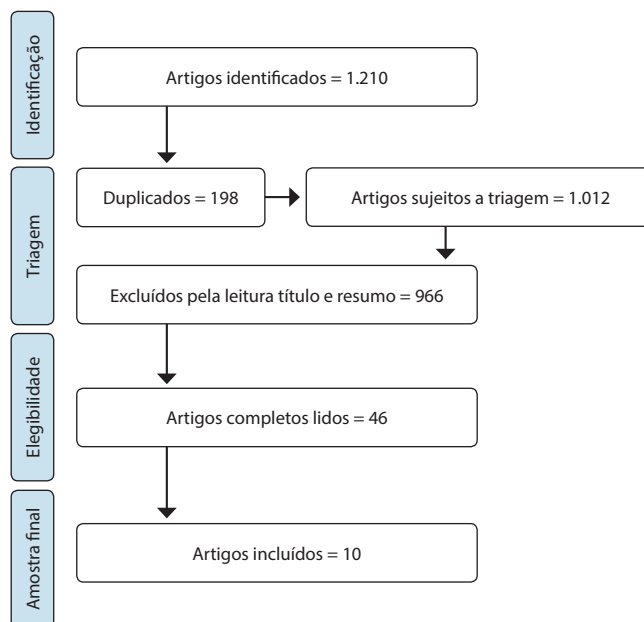 Identificação
Artigos identificados = 1.210
Triagem
Duplicados = 198
Artigos sujeitos a triagem = 1.012
Excluídos pela leitura título e resumo = 966
Elegibilidade
Artigos completos lidos = 46
Amostra final
Artigos incluídos = 10